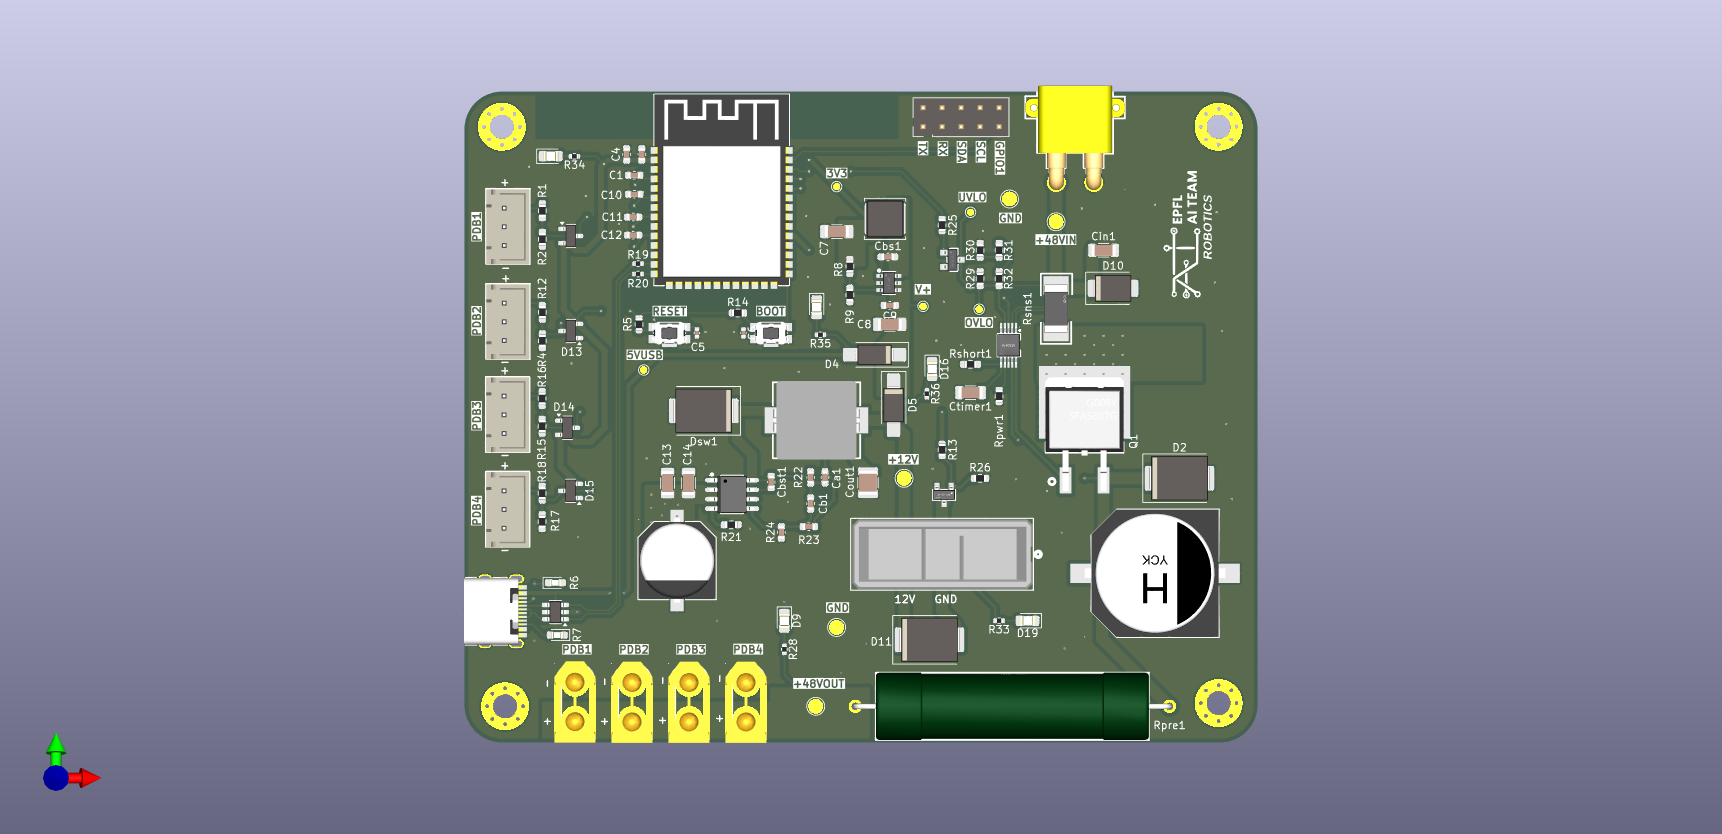 TX
RX
SDA
SCL
GPIO1
C4
R34
C1
3V3
R1
C10
UVLO
EPFL
AI TEAM
ROBOTICS
PDB1
C11
C7
R25
GND
+48VIN
C12
Cbs1
R30
R31
Cin1
R2
R19
R8
D10
R20
R29
R32
R12
V+
RESET
R14
BOOT
R9
C9
Rsns1
PDB2
R5
C8
OVLO
C5
R35
D13
5VUSB
D4
Rshort1
R4
D16
R16
R36
D14
D5
Ctimer1
PDB3
Dsw1
Rpwr1
Q1
R15
C13
C14
+12V
R13
D2
R18
Cbst1
R22
Ca1
Cout1
R26
PDB4
D15
Cb1
R17
R21
R24
R23
YCK
H
R6
12V
GND
GND
R7
D9
R33
D19
D11
R28
PDB1
PDB2
PDB3
PDB4
+48VOUT
Rpre1